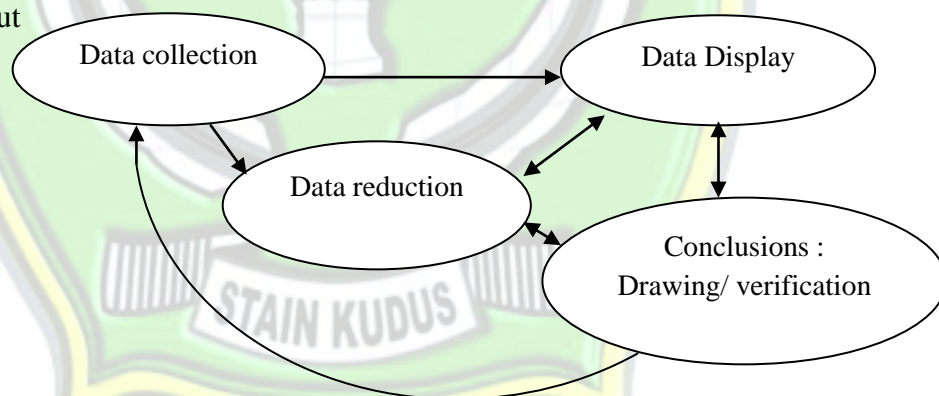 ut
Data collection
Data Display
Data reduction
Conclusions :
Drawing/ verification
STAIN KUDUS